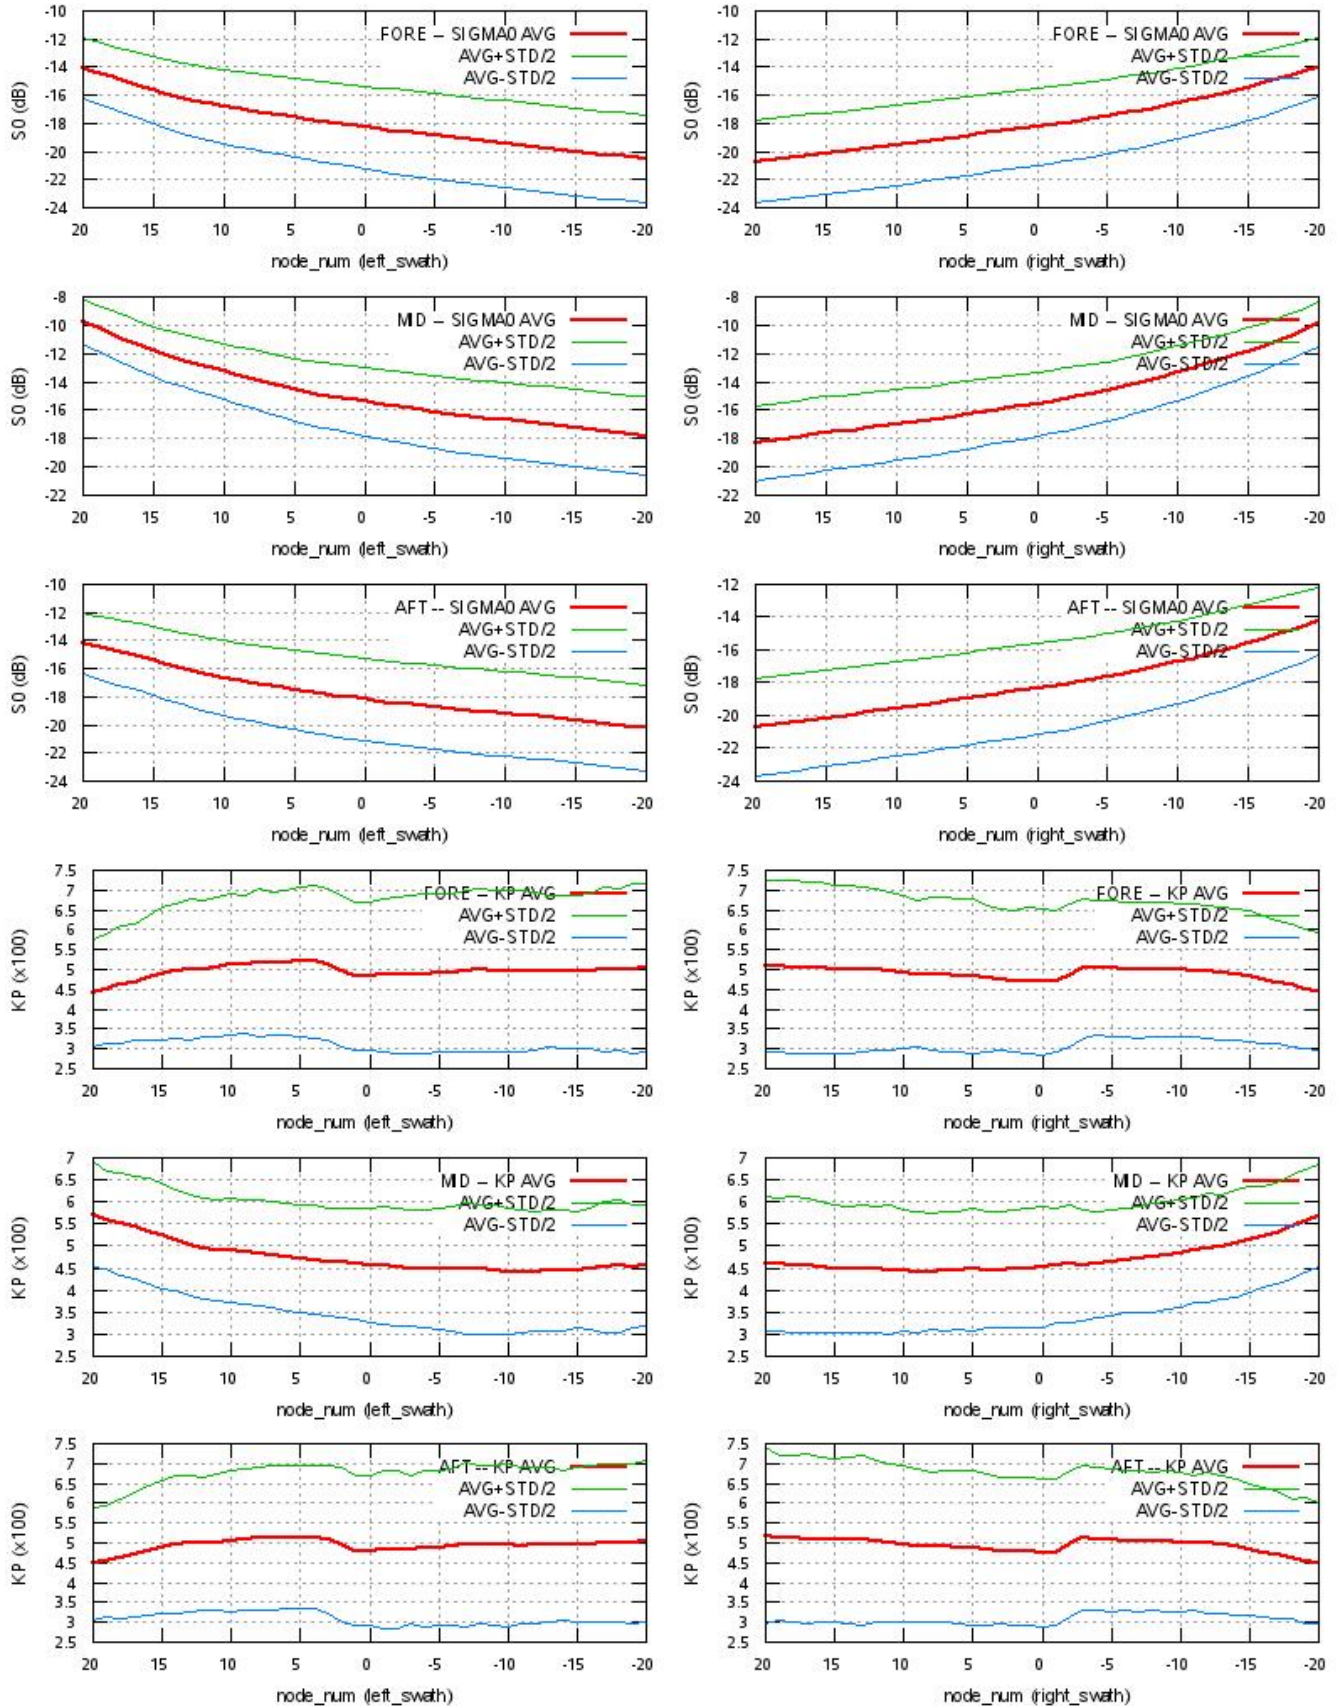 -10
-12
-14
-16
-18
-20
-22
-24
S0 (dB)
FORE -- SIGMA0 AVG
AVG+STD/2
AVG-STD/2
20 15 10 5 0 -5 -10 -15 -20
node_num (left_swath)
-10
-12
-14
-16
-18
-20
-22
-24
S0 (dB)
FORE -- SIGMA0 AVG
AVG+STD/2
AVG-STD/2
20 15 10 5 0 -5 -10 -15 -20
node_num (right_swath)
-8
-10
-12
-14
-16
-18
-20
-22
S0 (dB)
MID -- SIGMA0 AVG
AVG+STD/2
AVG-STD/2
20 15 10 5 0 -5 -10 -15 -20
node_num (left_swath)
-8
-10
-12
-14
-16
-18
-20
-22
S0 (dB)
MID -- SIGMA0 AVG
AVG+STD/2
AVG-STD/2
20 15 10 5 0 -5 -10 -15 -20
node_num (right_swath)
-10
-12
-14
-16
-18
-20
-22
-24
S0 (dB)
AFT -- SIGMA0 AVG
AVG+STD/2
AVG-STD/2
20 15 10 5 0 -5 -10 -15 -20
node_num (left_swath)
-12
-14
-16
-18
-20
-22
-24
S0 (dB)
AFT -- SIGMA0 AVG
AVG+STD/2
AVG-STD/2
20 15 10 5 0 -5 -10 -15 -20
node_num (right_swath)
7.5
7
6.5
6
5.5
5
4.5
4
3.5
3
2.5
KP (x100)
FORE -- KP AVG
AVG+STD/2
AVG-STD/2
20 15 10 5 0 -5 -10 -15 -20
node_num (left_swath)
7.5
7
6.5
6
5.5
5
4.5
4
3.5
3
2.5
KP (x100)
FORE -- KP AVG
AVG+STD/2
AVG-STD/2
20 15 10 5 0 -5 -10 -15 -20
node_num (right_swath)
7
6.5
6
5.5
5
4.5
4
3.5
3
2.5
KP (x100)
MID -- KP AVG
AVG+STD/2
AVG-STD/2
20 15 10 5 0 -5 -10 -15 -20
node_num (left_swath)
7
6.5
6
5.5
5
4.5
4
3.5
3
2.5
KP (x100)
MID -- KP AVG
AVG+STD/2
AVG-STD/2
20 15 10 5 0 -5 -10 -15 -20
node_num (right_swath)
7.5
7
6.5
6
5.5
5
4.5
4
3.5
3
2.5
KP (x100)
AFT -- KP AVG
AVG+STD/2
AVG-STD/2
20 15 10 5 0 -5 -10 -15 -20
node_num (left_swath)
7.5
7
6.5
6
5.5
5
4.5
4
3.5
3
2.5
KP (x100)
AFT -- KP AVG
AVG+STD/2
AVG-STD/2
20 15 10 5 0 -5 -10 -15 -20
node_num (right_swath)